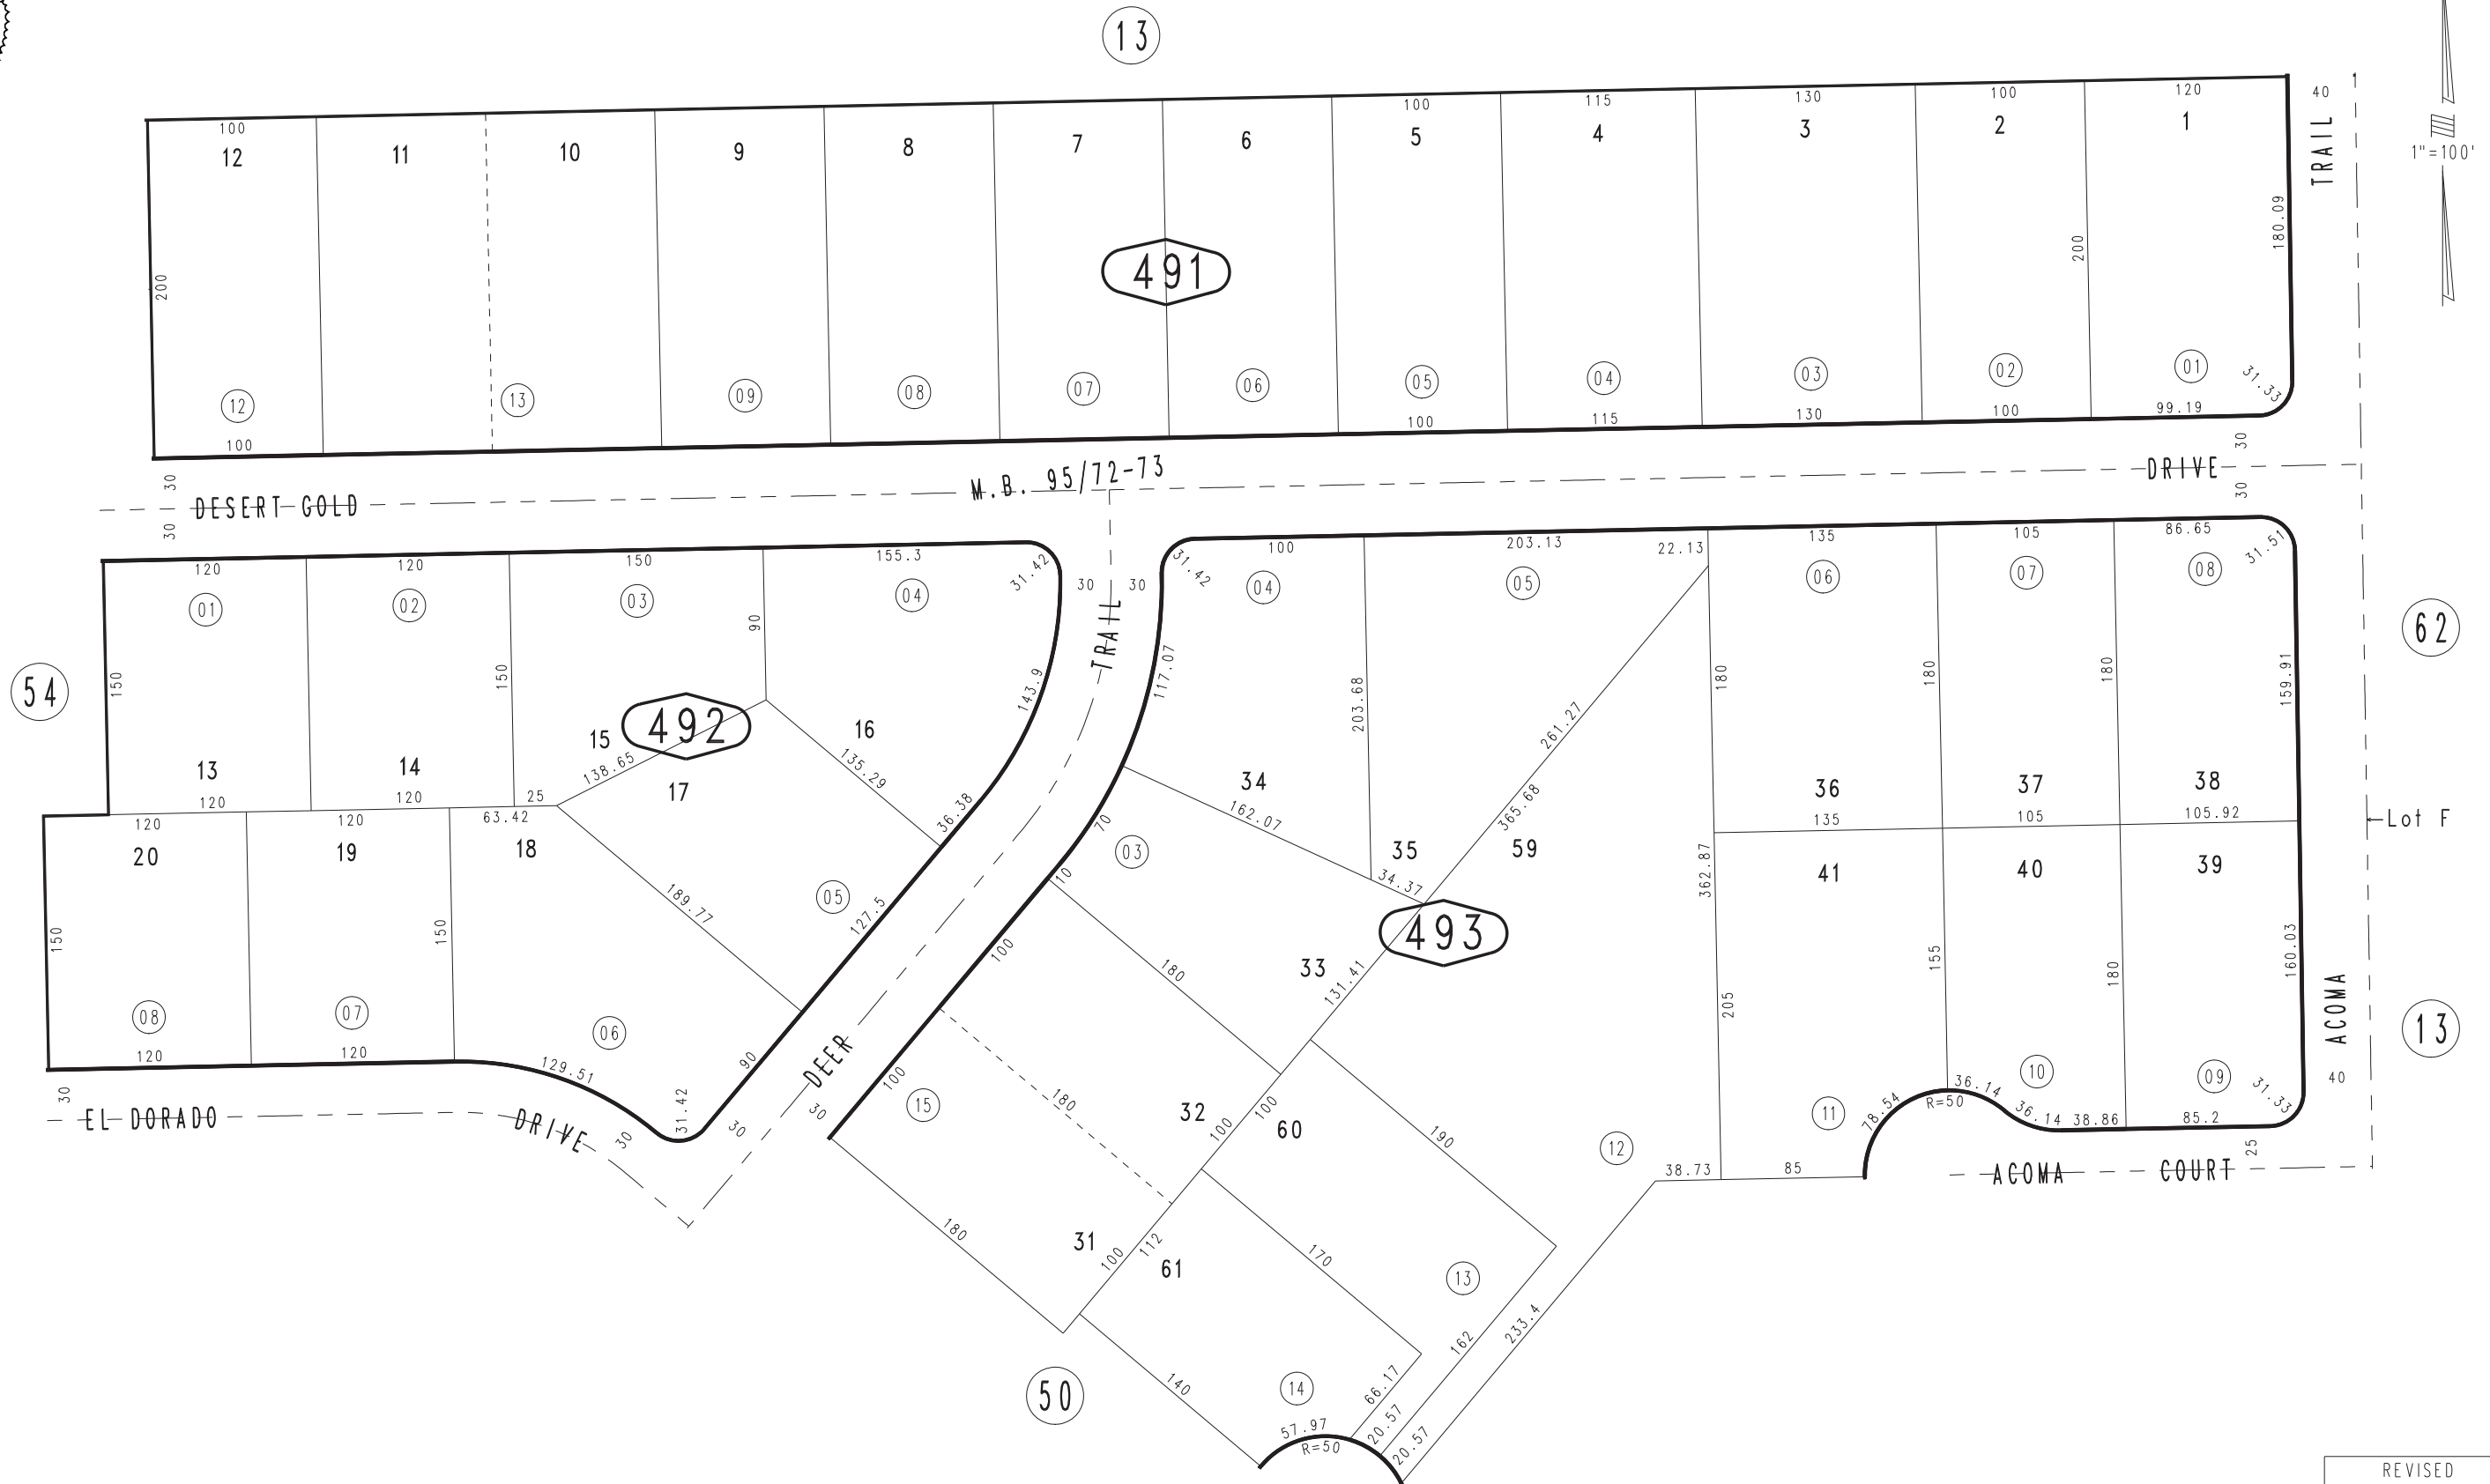 13
100 100 115 130 100 120 40
12 11 10 9 8 7 6 5 4 3 2 1
TRAIL
1"=100'
200
491
200
180.09
12 13 09 08 07 06 05 04 03 02 01
31.33
100 100 115 130 100 99.19
30 30
DESERT GOLD M.B. 95/72-73 DRIVE
30 30
120 120 150 155.3 31.42
30 30
31.42 100 203.13 22.13 135 105 86.65 31.51
01 02 03 04
04 05 06 07 08
62
54
150 150 90 143.9
TRAIL
117.07 203.68 261.27 180 180 180 159.91
492
15 16
138.65 135.29
17
13 14
120 120 25
34
162.07
365.68
36 37 38
135 105 105.92
Lot F
120 120 63.42
36.38
70
03
35 59
34.37
20 19 18
189.77
05
127.5
10
362.87
41 40 39
493
150 150
100
180
33
131.41
205
155 180 160.03
ACOMA
13
08 07 06
120 120 129.51
31.42
90
DEER
100
15
180
32
100 100
60
190
12
11
78.54
36.14
R=50
10
36.14 38.86
09
85.2
31.33
40
30
EL DORADO DRIVE
30 30 30
25
38.73 85
ACOMA COURT
180
31
100 112
61
170
13
162
233.4
50
140
14
66.17
57.97
R=50
20.57
20.57
REVISED